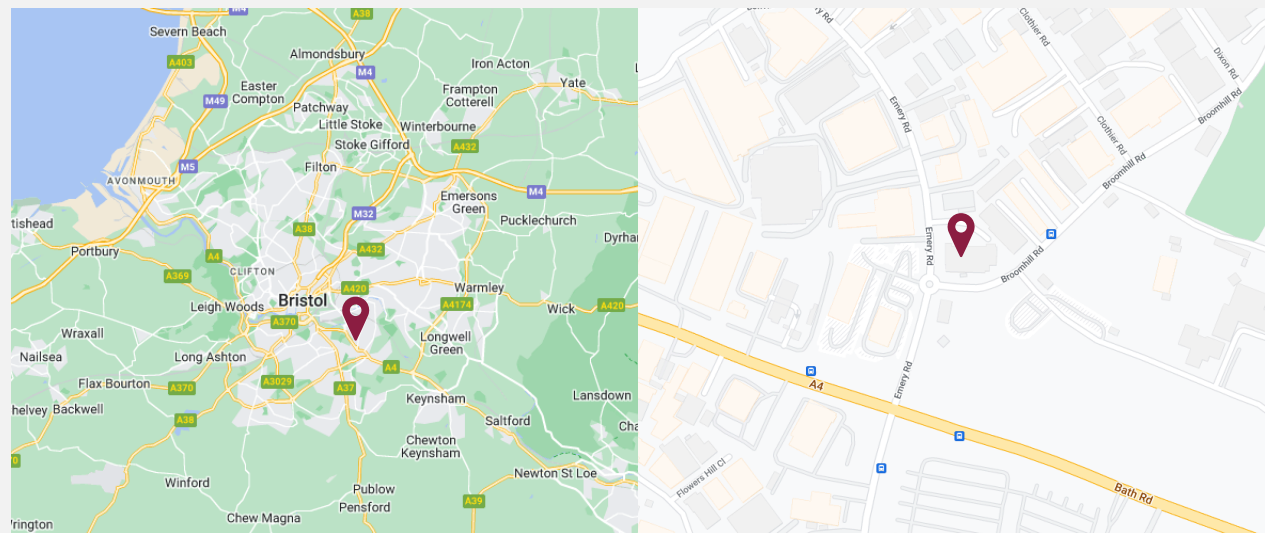 M4
A38
Severn Beach
Almondsbury
A403
M4
Iron Acton
Yate
Easter
Compton
M49
Patchway
Frampton
Cotterell
Little Stoke
Winterbourne
Stoke Gifford
A432
M5
Filton
AVONMOUTH
M4
Emersons
Green
M32
Pucklechurch
tishead
A38
Portbury
A432
Dyrha
A4
CLIFTON
A369
A420
Warmley
Leigh Woods
Bristol
A4174
Wick
A420
A370
Wraxall
Longwell
Green
Nailsea
Long Ashton
A4
Flax Bourton
A370
A3029
A37
Lansdown
helvey
Backwell
Keynsham
A38
Saltford
Cha
Chewton
Keynsham
0
Newton St Loe
Winford
Publow
A39
Pensford
Chew Magna
rington
Clothier Rd
Dixon Rd
Emery Rd
Broomhill Rd
Clothier Rd
Broomhill Rd
Emery Rd
Broomhill Rd
A4
Emery Rd
Flowers Hill Cl
Bath Rd